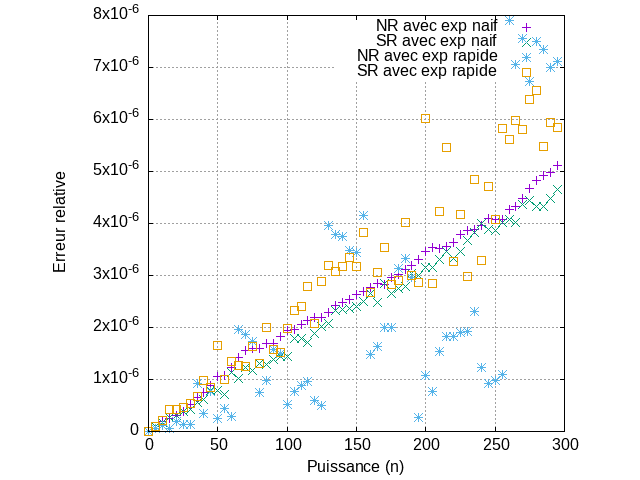 8x10-6
7x10-6
6x10-6
5x10-6
4x10-6
3x10-6
2x10-6
1x10-6
0
NR avec exp naif
SR avec exp naif
NR avec exp rapide
SR avec exp rapide
Erreur relative
0 50 100 150 200 250 300
Puissance (n)